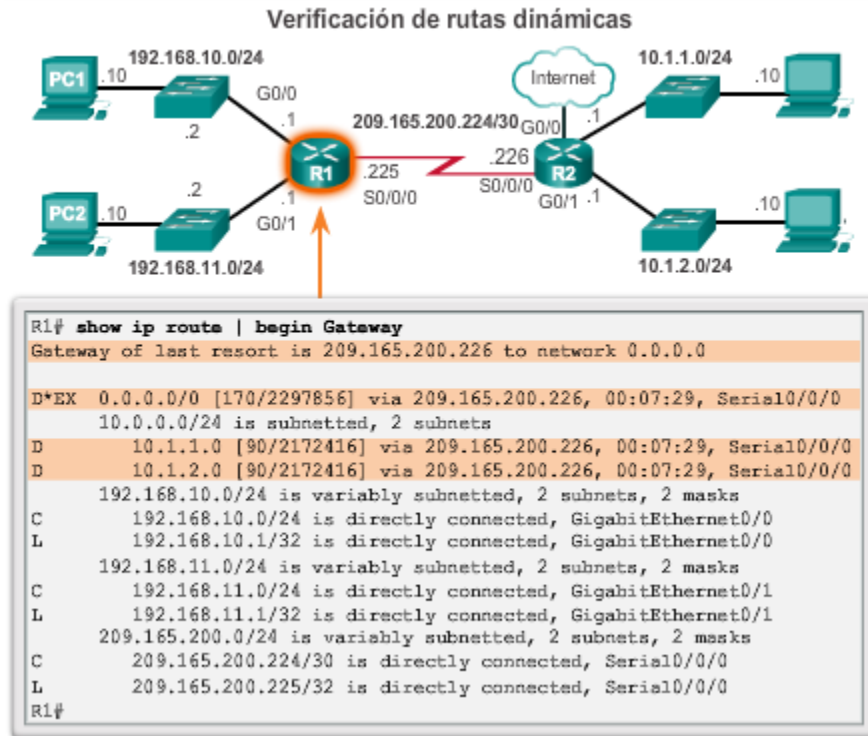 Verificación de rutas dinámicas
192.168.10.0/24
10.1.1.0/24
PC1
.10
Internet
.10
G0/0
.2
.1
209.165.200.224/30
G0/0
.1
R1
.225
.226
R2
.2
S0/0/0
S0/0/0
.1
G0/1
.1
PC2
.10
G0/1
.10
192.168.11.0/24
10.1.2.0/24
R1# show ip route | begin Gateway
Gateway of last resort is 209.165.200.226 to network 0.0.0.0
D*EX 0.0.0.0/0 [170/2297856] via 209.165.200.226, 00:07:29, Serial0/0/0
10.0.0.0/24 is subnetted, 2 subnets
D 10.1.1.0 [90/2172416] via 209.165.200.226, 00:07:29, Serial0/0/0
D 10.1.2.0 [90/2172416] via 209.165.200.226, 00:07:29, Serial0/0/0
192.168.10.0/24 is variably subnetted, 2 subnets, 2 masks
C 192.168.10.0/24 is directly connected, GigabitEthernet0/0
L 192.168.10.1/32 is directly connected, GigabitEthernet0/0
192.168.11.0/24 is variably subnetted, 2 subnets, 2 masks
C 192.168.11.0/24 is directly connected, GigabitEthernet0/1
L 192.168.11.1/32 is directly connected, GigabitEthernet0/1
209.165.200.0/24 is variably subnetted, 2 subnets, 2 masks
C 209.165.200.224/30 is directly connected, Serial0/0/0
L 209.165.200.225/32 is directly connected, Serial0/0/0
R1#